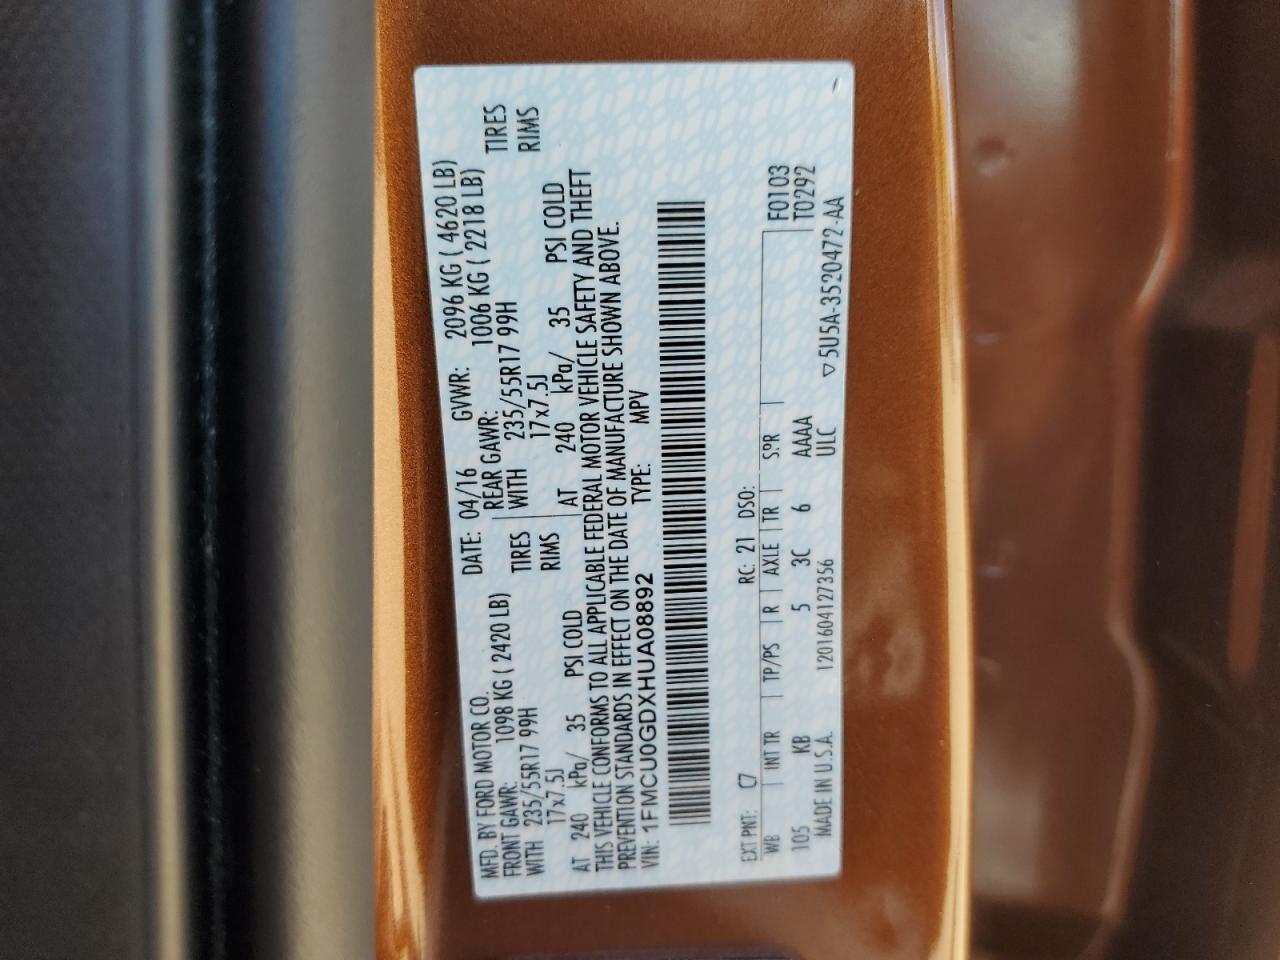 MFD. BY FORD MOTOR CO. DATE: 04/16 GVWR: 2096 KG ( 4620 LB)
FRONT GAWR: 1098 KG ( 2420 LB) REAR GAWR: 1006 KG ( 2218 LB)
WITH 235/55R17 99H TIRES WITH 235/55R17 99H TIRES
17x7.5J RIMS 17x7.5J RIMS
AT 240 kPa/ 35 PSI COLD AT 240 kPa/ 35 PSI COLD
THIS VEHICLE CONFORMS TO ALL APPLICABLE FEDERAL MOTOR VEHICLE SAFETY AND THEFT
PREVENTION STANDARDS IN EFFECT ON THE DATE OF MANUFACTURE SHOWN ABOVE.
VIN: 1FMCU0GDXHUA08892 TYPE: MPV
EXT PNT: C7 RC: 21 DSO:
WB | INT TR | TP/PS | R | AXLE | TR | SPR | F0103
105 KB 5 3C 6 AAAA T0292
MADE IN U.S.A. 1201604127356 ULC ▽5U5A-3520472-AA